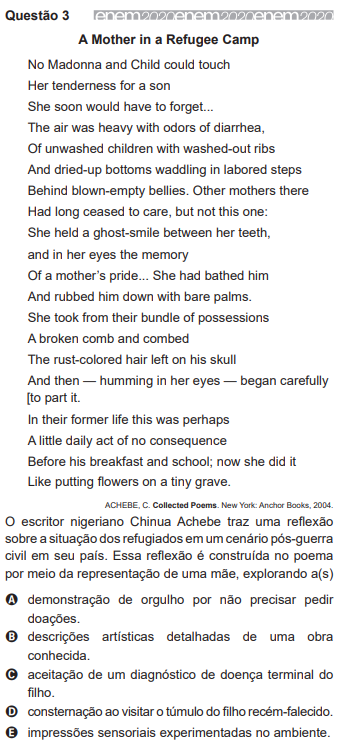 Questão 3 enem2020enem2020enem2020
A Mother in a Refugee Camp
No Madonna and Child could touch
Her tenderness for a son
She soon would have to forget...
The air was heavy with odors of diarrhea,
Of unwashed children with washed-out ribs
And dried-up bottoms waddling in labored steps
Behind blown-empty bellies. Other mothers there
Had long ceased to care, but not this one:
She held a ghost-smile between her teeth,
and in her eyes the memory
Of a mother's pride... She had bathed him
And rubbed him down with bare palms.
She took from their bundle of possessions
A broken comb and combed
The rust-colored hair left on his skull
And then — humming in her eyes — began carefully
[to part it.
In their former life this was perhaps
A little daily act of no consequence
Before his breakfast and school; now she did it
Like putting flowers on a tiny grave.
ACHEBE, C. Collected Poems. New York: Anchor Books, 2004.
O escritor nigeriano Chinua Achebe traz uma reflexão
sobre a situação dos refugiados em um cenário pós-guerra
civil em seu país. Essa reflexão é construída no poema
por meio da representação de uma mãe, explorando a(s)
A demonstração de orgulho por não precisar pedir
doações.
B descrições artísticas detalhadas de uma obra
conhecida.
C aceitação de um diagnóstico de doença terminal do
filho.
D consternação ao visitar o túmulo do filho recém-falecido.
E impressões sensoriais experimentadas no ambiente.